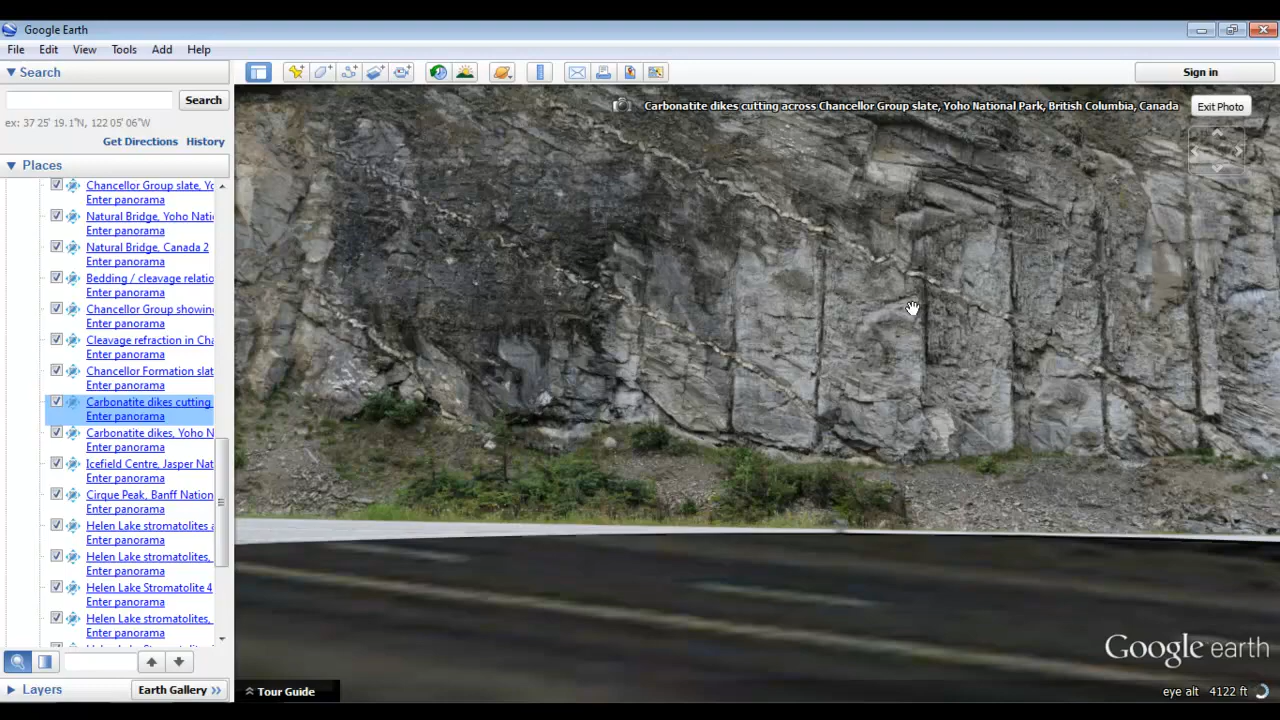 Google Earth
File Edit View Tools Add Help
Search
Sign in
Search
Carbonatite dikes cutting across Chancellor Group slate, Yoho National Park, British Columbia, Canada
Exit Photo
ex: 37 25' 19.1"N, 122 05' 06"W
Get Directions History
Places
Chancellor Group slate, Yo
Enter panorama
Natural Bridge, Yoho Nati
Enter panorama
Natural Bridge, Canada 2
Enter panorama
Bedding / cleavage relatio
Enter panorama
Chancellor Group showin
Enter panorama
Cleavage refraction in Cha
Enter panorama
Chancellor Formation slat
Enter panorama
Carbonatite dikes cutting
Enter panorama
Carbonatite dikes, Yoho N
Enter panorama
Icefield Centre, Jasper Nat
Enter panorama
Cirque Peak, Banff Nation
Enter panorama
Helen Lake stromatolites a
Enter panorama
Helen Lake stromatolites,
Enter panorama
Helen Lake Stromatolite 4
Enter panorama
Helen Lake stromatolites,
Enter panorama
Google earth
Layers
Earth Gallery
Tour Guide
eye alt 4122 ft